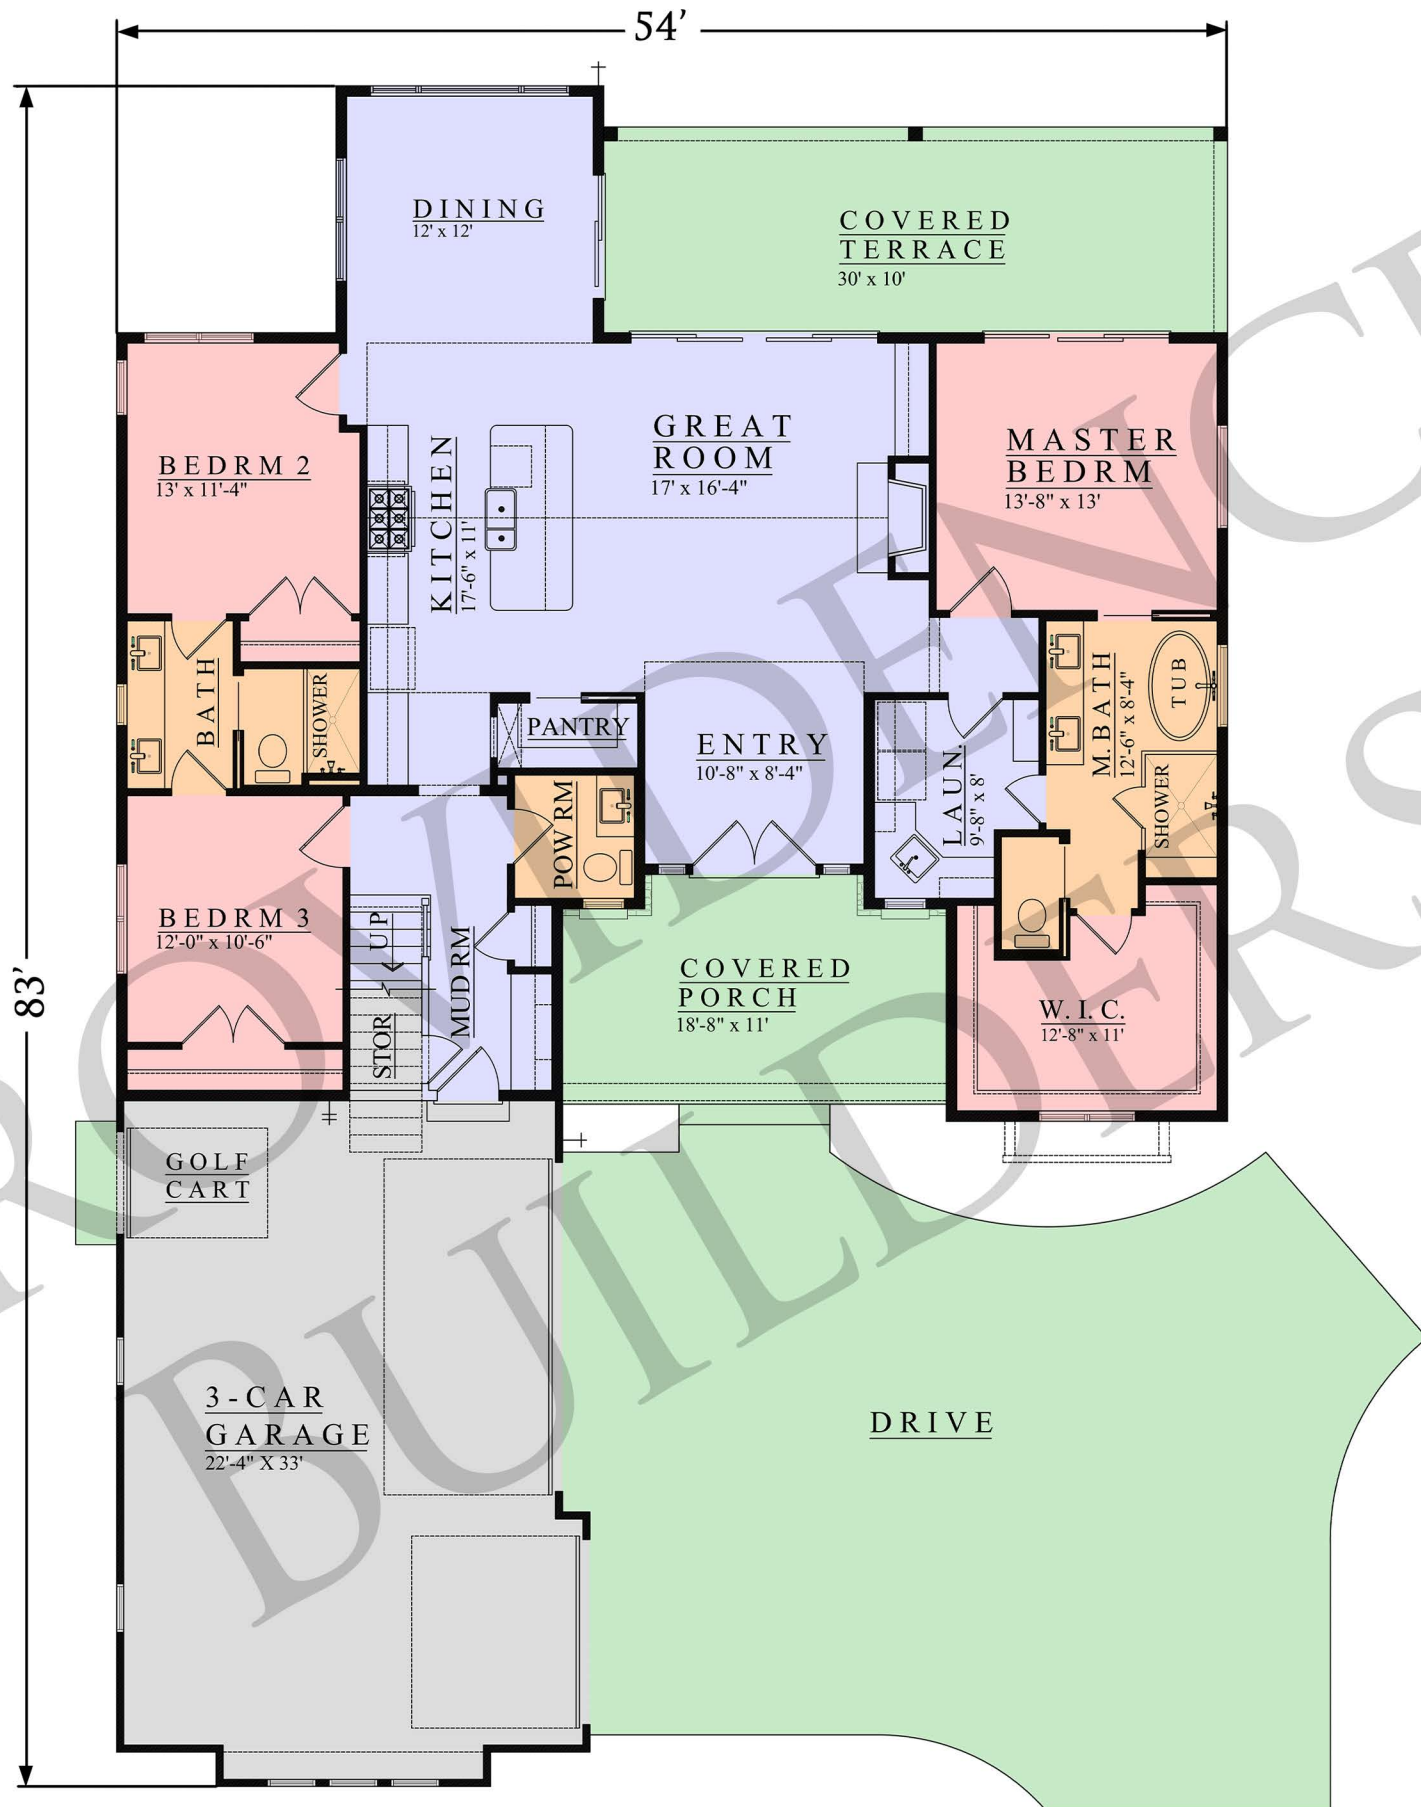 54'
DINING
12' x 12'
COVERED
TERRACE
30' x 10'
BEDRM 2
13' x 11'-4"
KITCHEN
17'-6" x 11'
GREAT
ROOM
17' x 16'-4"
MASTER
BEDRM
13'-8" x 13'
BATH
SHOWER
PANTRY
ENTRY
10'-8" x 8'-4"
LAUN.
9'-8" x 8'
M. BATH
12'-6" x 8'-4"
TUB
SHOWER
POW RM
BEDRM 3
12'-0" x 10'-6"
UP
STOR
MUD RM
COVERED
PORCH
18'-8" x 11'
W. I. C.
12'-8" x 11'
83'
GOLF
CART
3-CAR
GARAGE
22'-4" X 33'
DRIVE
ROVIDENC
BUILDERS